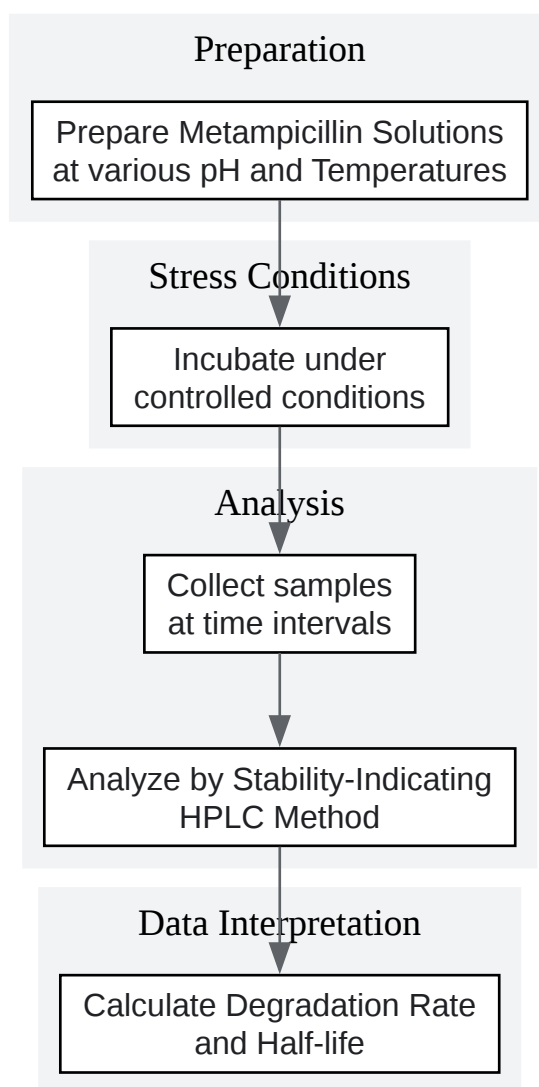 Preparation
Prepare Metampicillin Solutions
at various pH and Temperatures
Stress Conditions
Incubate under
controlled conditions
Analysis
Collect samples
at time intervals
Analyze by Stability-Indicating
HPLC Method
Data Interpretation
Calculate Degradation Rate
and Half-life